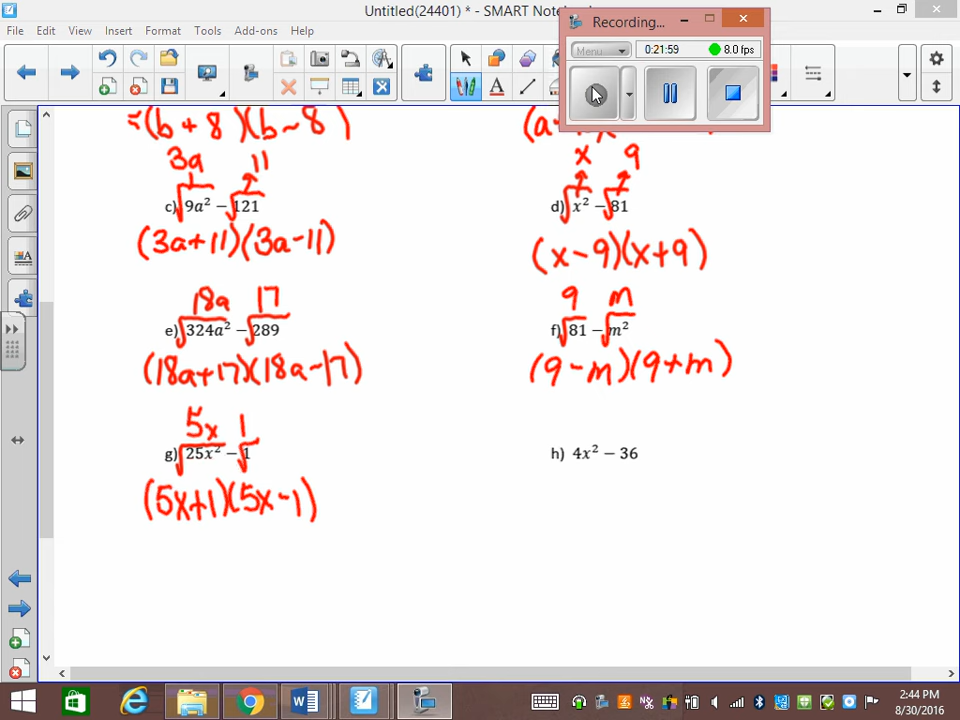 Untitled(24401) * - SMART Notebo
Recording...
File Edit View Insert Format Tools Add-ons Help
Menu 0:21:59 8.0 fps
=(b + 8)(b - 8)
(a
3a 11
c) √9a² - √121
(3a+11)(3a-11)
x 9
d) √x² - √81
(x-9)(x+9)
18a 17
e) √324a² - √289
(18a+17)(18a-17)
9 m
f) √81 - √m²
(9-m)(9+m)
5x 1
g) √25x² - √1
(5x+1)(5x-1)
h) 4x² - 36
2:44 PM
8/30/2016